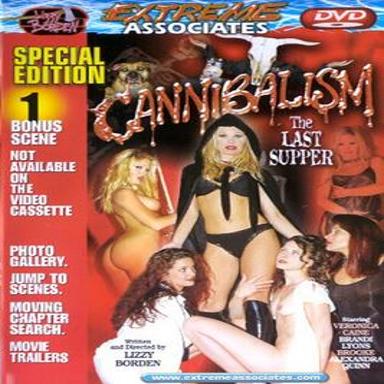 LIZZY BORDEN
EXTREME
ASSOCIATES
DVD
SPECIAL
EDITION
1
BONUS
SCENE
NOT
AVAILABLE
ON
THE
VIDEO
CASSETTE
PHOTO
GALLERY.
JUMP TO
SCENES.
MOVING
CHAPTER
SEARCH.
MOVIE
TRAILERS
CANNIBALISM
The
LAST
SUPPER
Written
and Directed by
LIZZY
BORDEN
Starring
VERONICA
CAINE
BRANDI
LYONS
BROOKE
ALEXANDRA
QUINN
www.extremeassociates.com